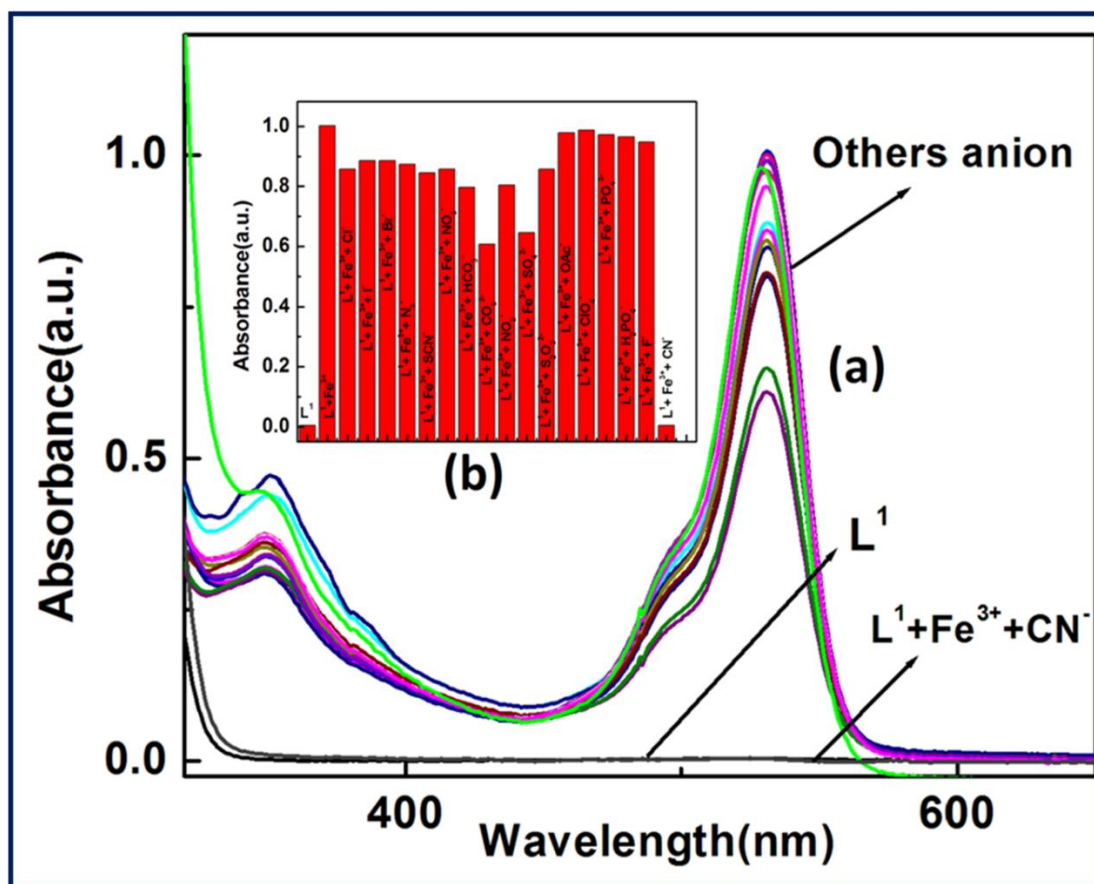 Absorbance(a.u.)
1.0
0.5
0.0
400
600
Wavelength(nm)
Others anion
(a)
L¹
L¹+Fe³⁺+CN⁻
Absorbance(a.u.)
1.0
0.8
0.6
0.4
0.2
0.0
(b)
L¹
L¹+Fe³⁺
L¹+ Fe³⁺+ Cl⁻
L¹+ Fe³⁺+ I⁻
L¹+ Fe³⁺+ Br⁻
L¹+ Fe³⁺+ N₃⁻
L¹+ Fe³⁺+ SCN⁻
L¹+ Fe³⁺+ NO₃⁻
L¹+ Fe³⁺+ HCO₃⁻
L¹+ Fe³⁺+ CO₃²⁻
L¹+ Fe³⁺+ NO₂⁻
L¹+ Fe³⁺+ SO₄²⁻
L¹+ Fe³⁺+ S₂O₃²⁻
L¹+ Fe³⁺+ OAc⁻
L¹+ Fe³⁺+ ClO₄⁻
L¹+ Fe³⁺+ PO₄³⁻
L¹+ Fe³⁺+ H₂PO₄⁻
L¹+ Fe³⁺+ F⁻
L¹+ Fe³⁺+ CN⁻